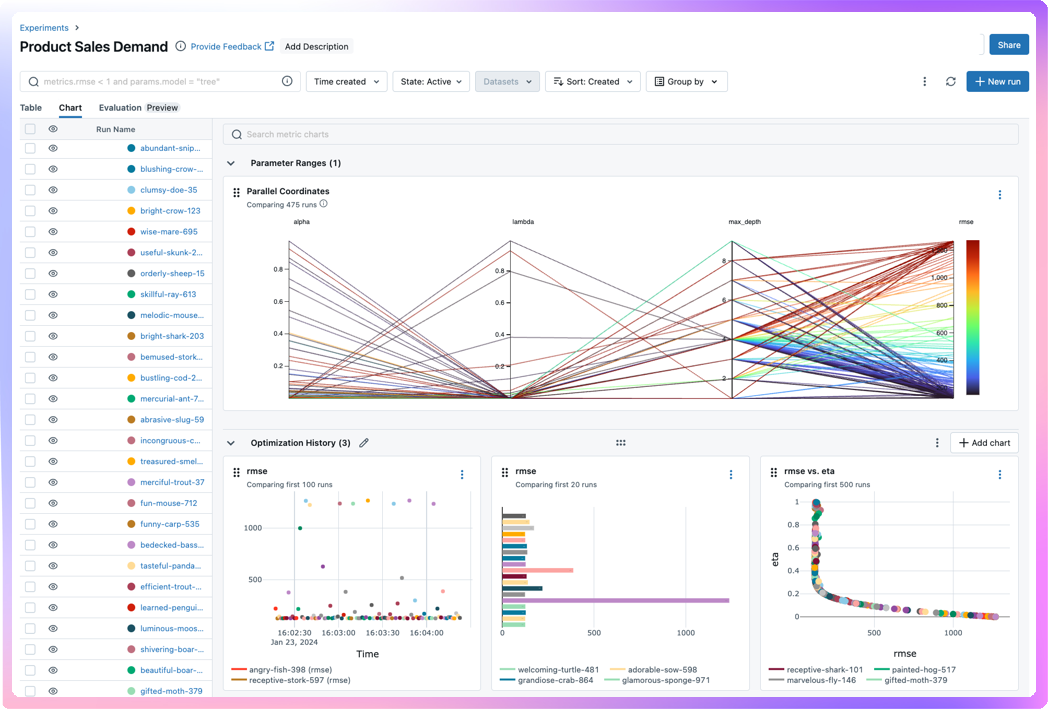 Experiments >
Product Sales Demand Provide Feedback Add Description
Share
metrics.rmse < 1 and params.model = "tree"
Time created
State: Active
Datasets
Sort: Created
Group by
+ New run
Table Chart Evaluation Preview
Run Name
abundant-snip...
blushing-crow-...
clumsy-doe-35
bright-crow-123
wise-mare-695
useful-skunk-2...
orderly-sheep-15
skillful-ray-613
melodic-mouse...
bright-shark-203
bemused-stork...
bustling-cod-2...
mercurial-ant-7...
abrasive-slug-59
incongruous-c...
treasured-smel...
merciful-trout-37
fun-mouse-712
funny-carp-535
bedecked-bass...
tasteful-panda...
efficient-trout-...
learned-pengui...
luminous-moos...
shivering-boar-...
beautiful-boar-...
gifted-moth-379
Search metric charts
Parameter Ranges (1)
Parallel Coordinates
Comparing 475 runs
alpha lambda max_depth rmse
0.8
0.6
0.4
0.2
0.8
0.6
0.4
0.2
8
6
4
2
1,000
800
600
400
Optimization History (3)
+ Add chart
rmse
Comparing first 100 runs
1000
500
16:02:30 16:03:00 16:03:30 16:04:00
Jan 23, 2024
Time
angry-fish-398 (rmse)
receptive-stork-597 (rmse)
rmse
Comparing first 20 runs
0 500 1000
welcoming-turtle-481 adorable-sow-598
grandiose-crab-864 glamorous-sponge-971
rmse vs. eta
Comparing first 500 runs
eta
1
0.8
0.6
0.4
0.2
0
500 1000
rmse
receptive-shark-101 painted-hog-517
marvelous-fly-146 gifted-moth-379